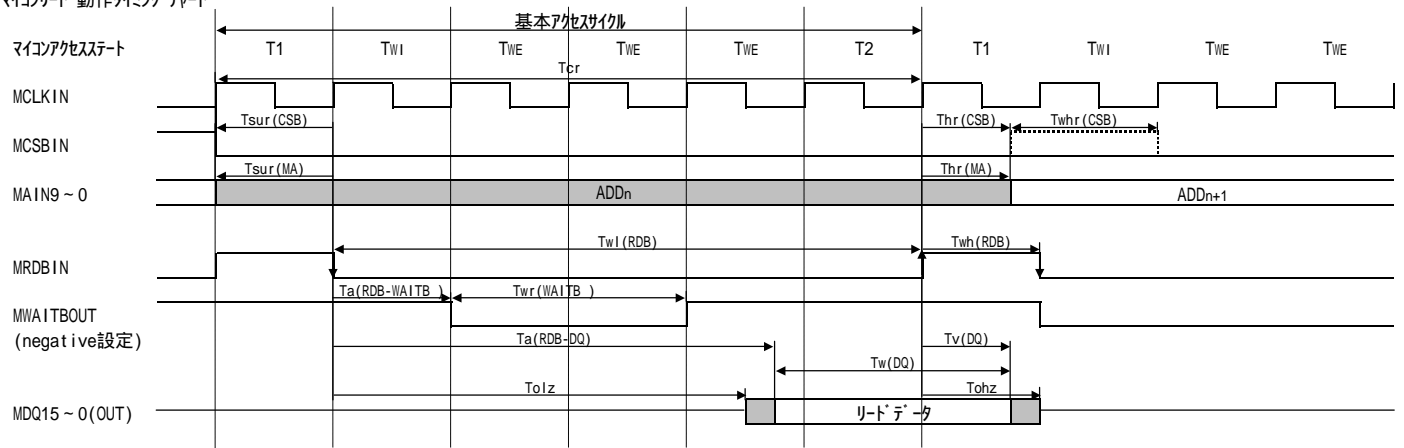 マイコンリード 動作タイミングチャート
基本アクセスサイクル
マイコンアクセスステート T1 TWI TWE TWE TWE T2 T1 TWI TWE TWE
Tcr
MCLKIN
Tsur(CSB) Thr(CSB) Twhr(CSB)
MCSBIN
Tsur(MA) Thr(MA)
MAIN9~0 ADDn ADDn+1
Twl(RDB) Twh(RDB)
MRDBIN
Ta(RDB-WAITB ) Twr(WAITB )
MWAITBOUT
(negative設定)
Ta(RDB-DQ) Tv(DQ)
Tw(DQ)
Tolz Tohz
MDQ15~0(OUT) リードデータ